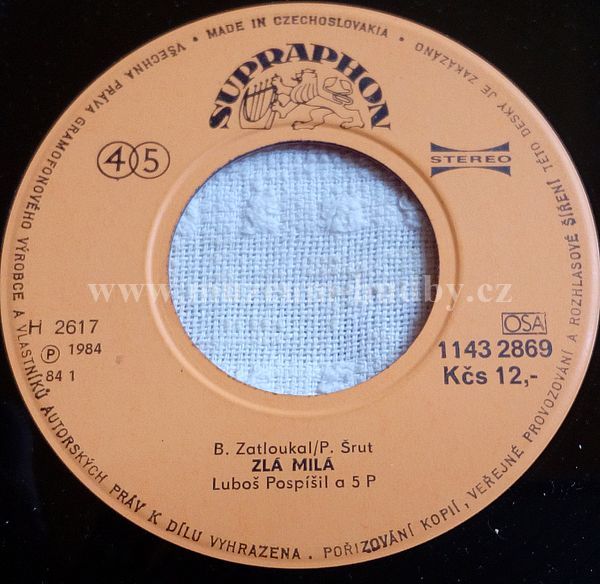 MADE IN CZECHOSLOVAKIA •
VŠECHNA PRÁVA GRAMOFONOVÉHO VÝROBCE A VLASTNÍKŮ AUTORSKÝCH PRÁV K DÍLU VYHRAZENA. POŘIZOVÁNÍ KOPIÍ, VEŘEJNÉ PROVOZOVÁNÍ A ROZHLASOVÉ ŠÍŘENÍ TÉTO DESKY JE ZAKÁZÁNO •
SUPRAPHON
45
STEREO
www.muzemehudby.cz
H 2617
OSA
Ⓟ 1984
1143 2869
84 1
Kčs 12,-
B. Zatloukal/P. Šrut
ZLÁ MILÁ
Luboš Pospíšil a 5 P